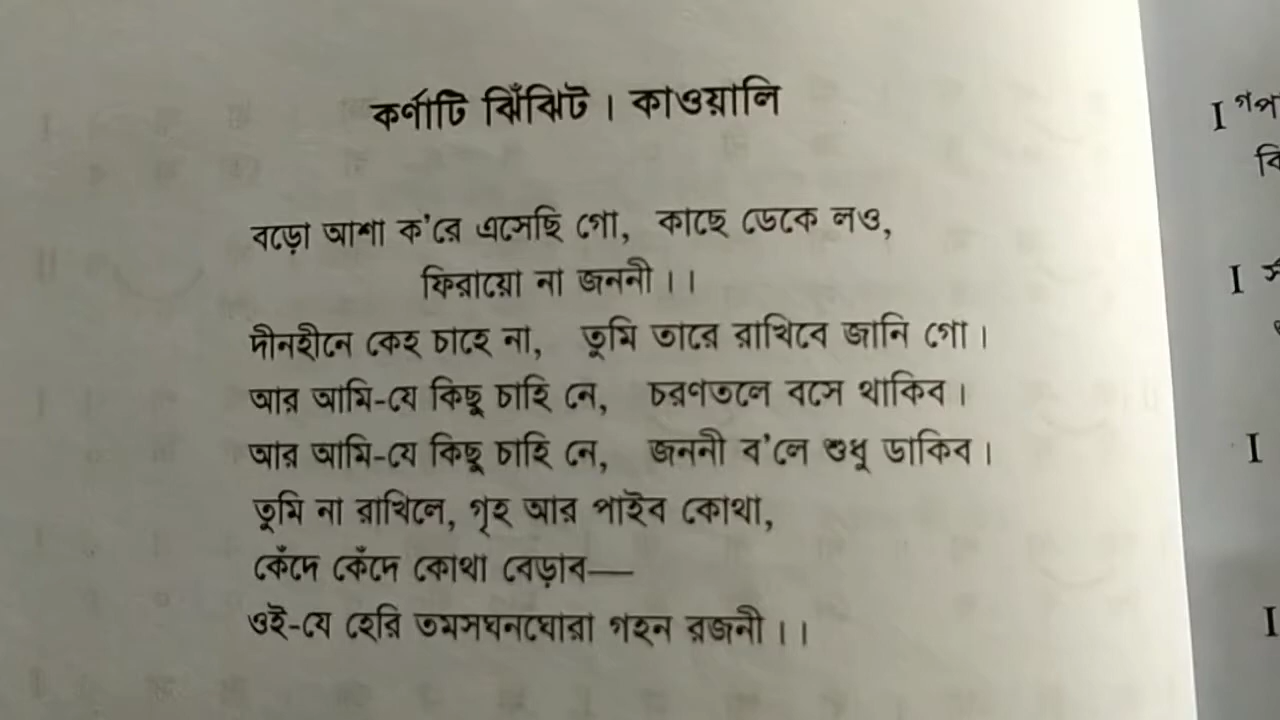 কর্ণাটি ঝিঁঝিট । কাওয়ালি
বড়ো আশা ক'রে এসেছি গো, কাছে ডেকে লও,
ফিরায়ো না জননী ।।
দীনহীনে কেহ চাহে না, তুমি তারে রাখিবে জানি গো ।
আর আমি-যে কিছু চাহি নে, চরণতলে বসে থাকিব ।
আর আমি-যে কিছু চাহি নে, জননী ব'লে শুধু ডাকিব ।
তুমি না রাখিলে, গৃহ আর পাইব কোথা,
কেঁদে কেঁদে কোথা বেড়াব—
ওই-যে হেরি তমসঘনঘোরা গহন রজনী ।।
I গপ
I
I
I